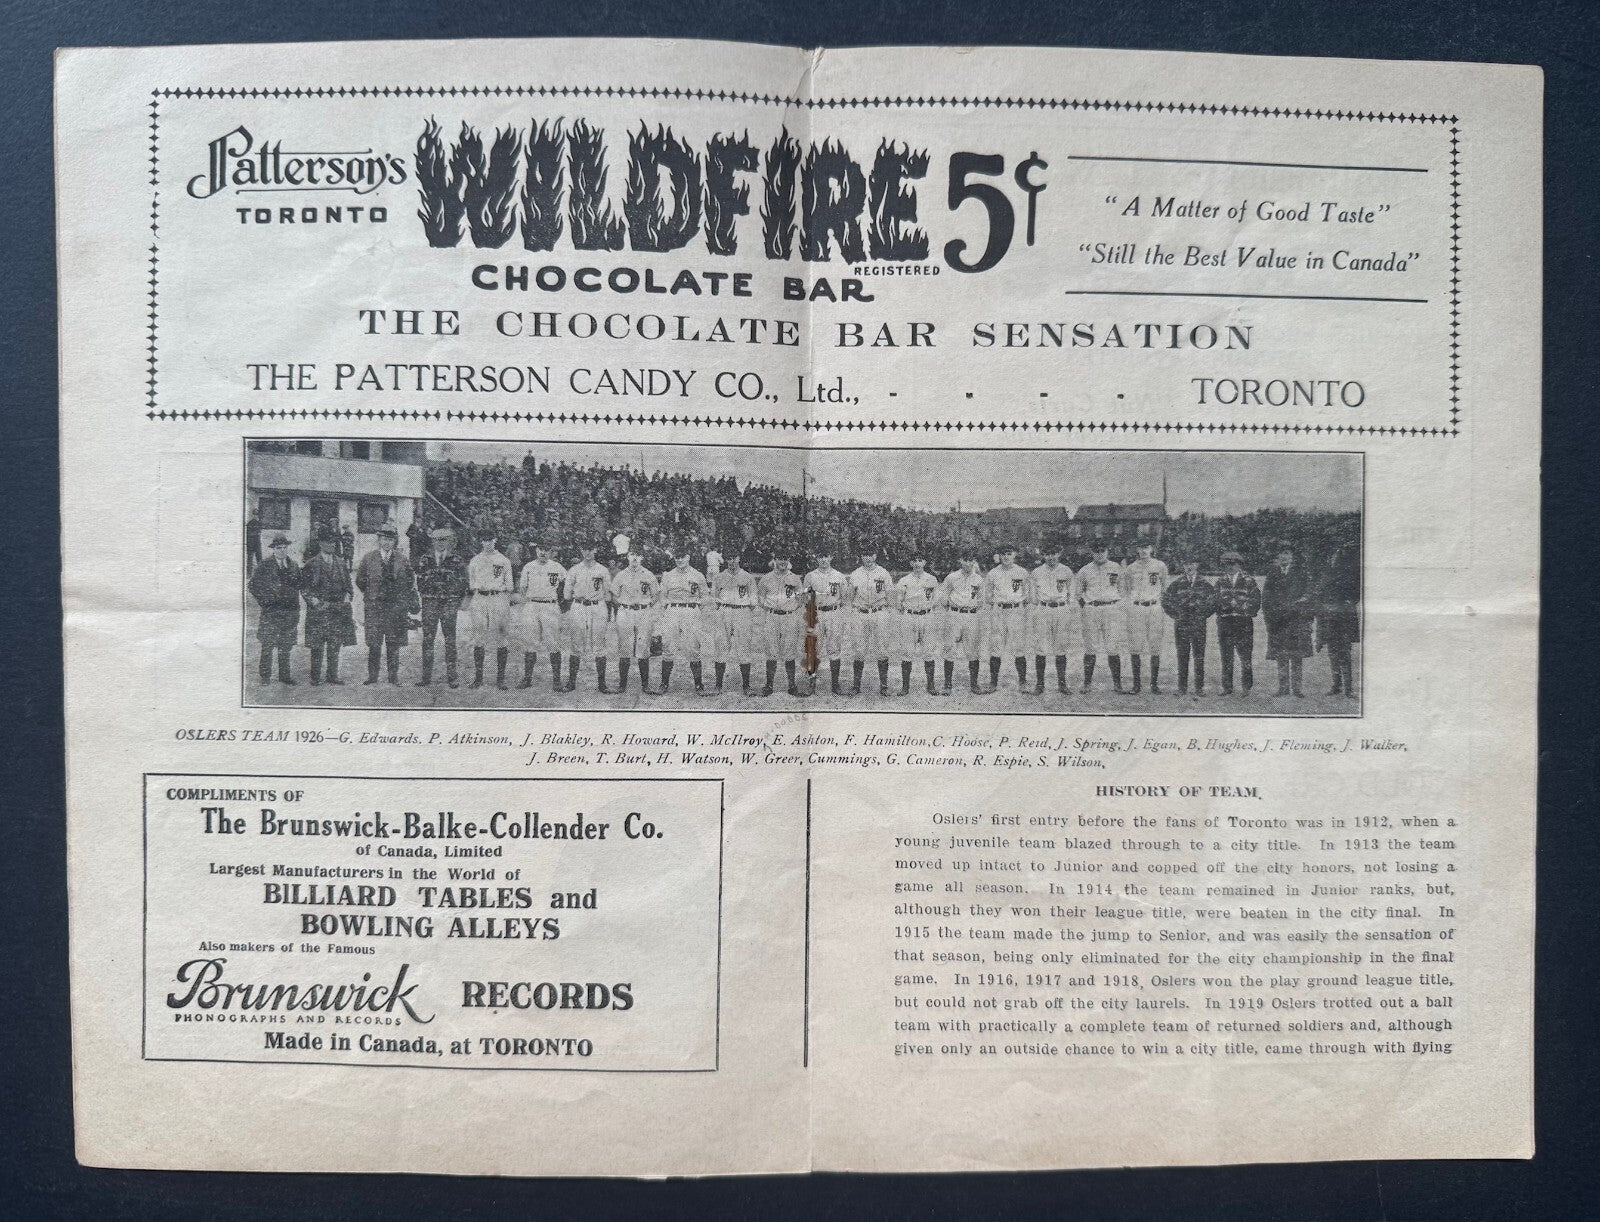 Patterson's WILDFIRE 5¢
TORONTO
REGISTERED
CHOCOLATE BAR
"A Matter of Good Taste"
"Still the Best Value in Canada"
THE CHOCOLATE BAR SENSATION
THE PATTERSON CANDY CO., Ltd., - - - - TORONTO
OSLERS TEAM 1926—G. Edwards. P. Atkinson, J. Blakley, R. Howard, W. McIlroy, E. Ashton, F. Hamilton, C. Hoose, P. Reid, J. Spring, J. Egan, B. Hughes, J. Fleming, J. Walker,
J. Breen, T. Burt, H. Watson, W. Greer, Cummings, G. Cameron, R. Espie, S. Wilson,
COMPLIMENTS OF
The Brunswick-Balke-Collender Co.
of Canada, Limited
Largest Manufacturers in the World of
BILLIARD TABLES and
BOWLING ALLEYS
Also makers of the Famous
Brunswick RECORDS
PHONOGRAPHS AND RECORDS
Made in Canada, at TORONTO
HISTORY OF TEAM.
Oslers' first entry before the fans of Toronto was in 1912, when a
young juvenile team blazed through to a city title. In 1913 the team
moved up intact to Junior and copped off the city honors, not losing a
game all season. In 1914 the team remained in Junior ranks, but,
although they won their league title, were beaten in the city final. In
1915 the team made the jump to Senior, and was easily the sensation of
that season, being only eliminated for the city championship in the final
game. In 1916, 1917 and 1918, Oslers won the play ground league title,
but could not grab off the city laurels. In 1919 Oslers trotted out a ball
team with practically a complete team of returned soldiers and, although
given only an outside chance to win a city title, came through with flying